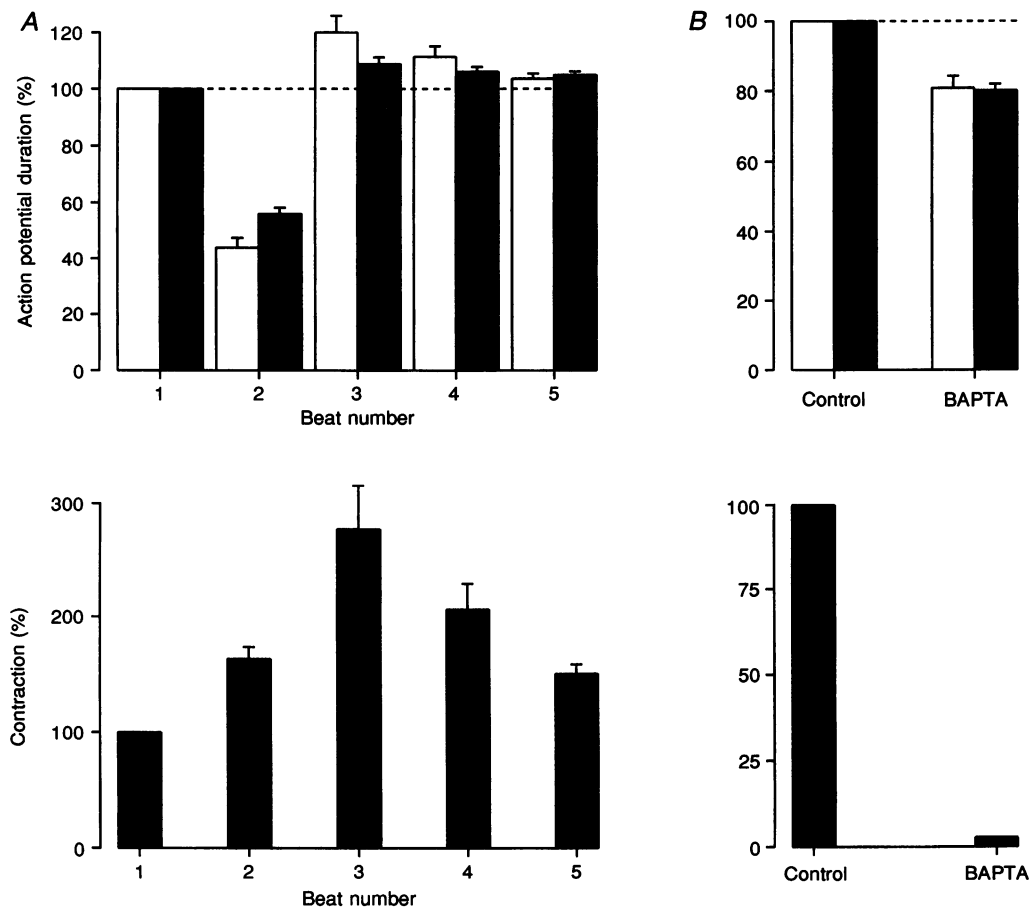 A
Action potential duration (%)
120
100
80
60
40
20
0
1 2 3 4 5
Beat number
B
100
80
60
40
20
0
Control BAPTA
Contraction (%)
300
200
100
0
1 2 3 4 5
Beat number
100
75
50
25
0
Control BAPTA